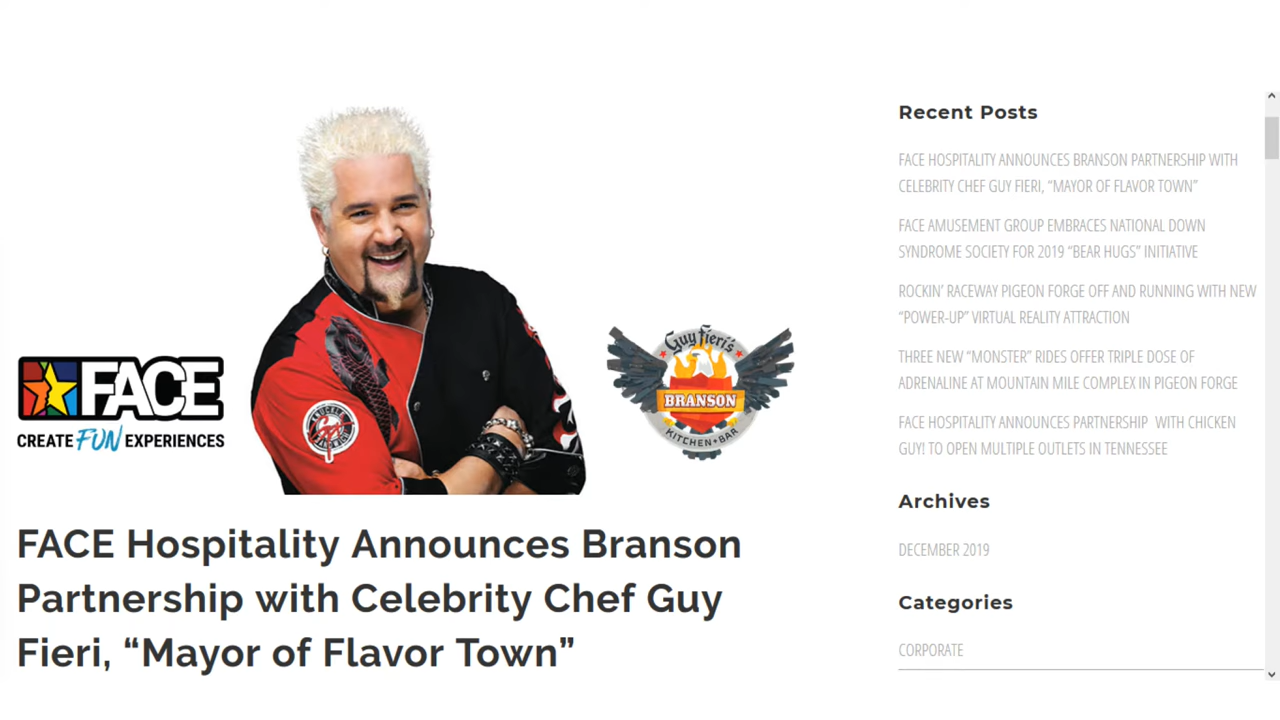 FACE
CREATE FUN EXPERIENCES
Guy Fieri's
BRANSON
KITCHEN+BAR
FACE Hospitality Announces Branson
Partnership with Celebrity Chef Guy
Fieri, “Mayor of Flavor Town”
Recent Posts
FACE HOSPITALITY ANNOUNCES BRANSON PARTNERSHIP WITH
CELEBRITY CHEF GUY FIERI, “MAYOR OF FLAVOR TOWN”
FACE AMUSEMENT GROUP EMBRACES NATIONAL DOWN
SYNDROME SOCIETY FOR 2019 “BEAR HUGS” INITIATIVE
ROCKIN’ RACEWAY PIGEON FORGE OFF AND RUNNING WITH NEW
“POWER-UP” VIRTUAL REALITY ATTRACTION
THREE NEW “MONSTER” RIDES OFFER TRIPLE DOSE OF
ADRENALINE AT MOUNTAIN MILE COMPLEX IN PIGEON FORGE
FACE HOSPITALITY ANNOUNCES PARTNERSHIP WITH CHICKEN
GUY! TO OPEN MULTIPLE OUTLETS IN TENNESSEE
Archives
DECEMBER 2019
Categories
CORPORATE